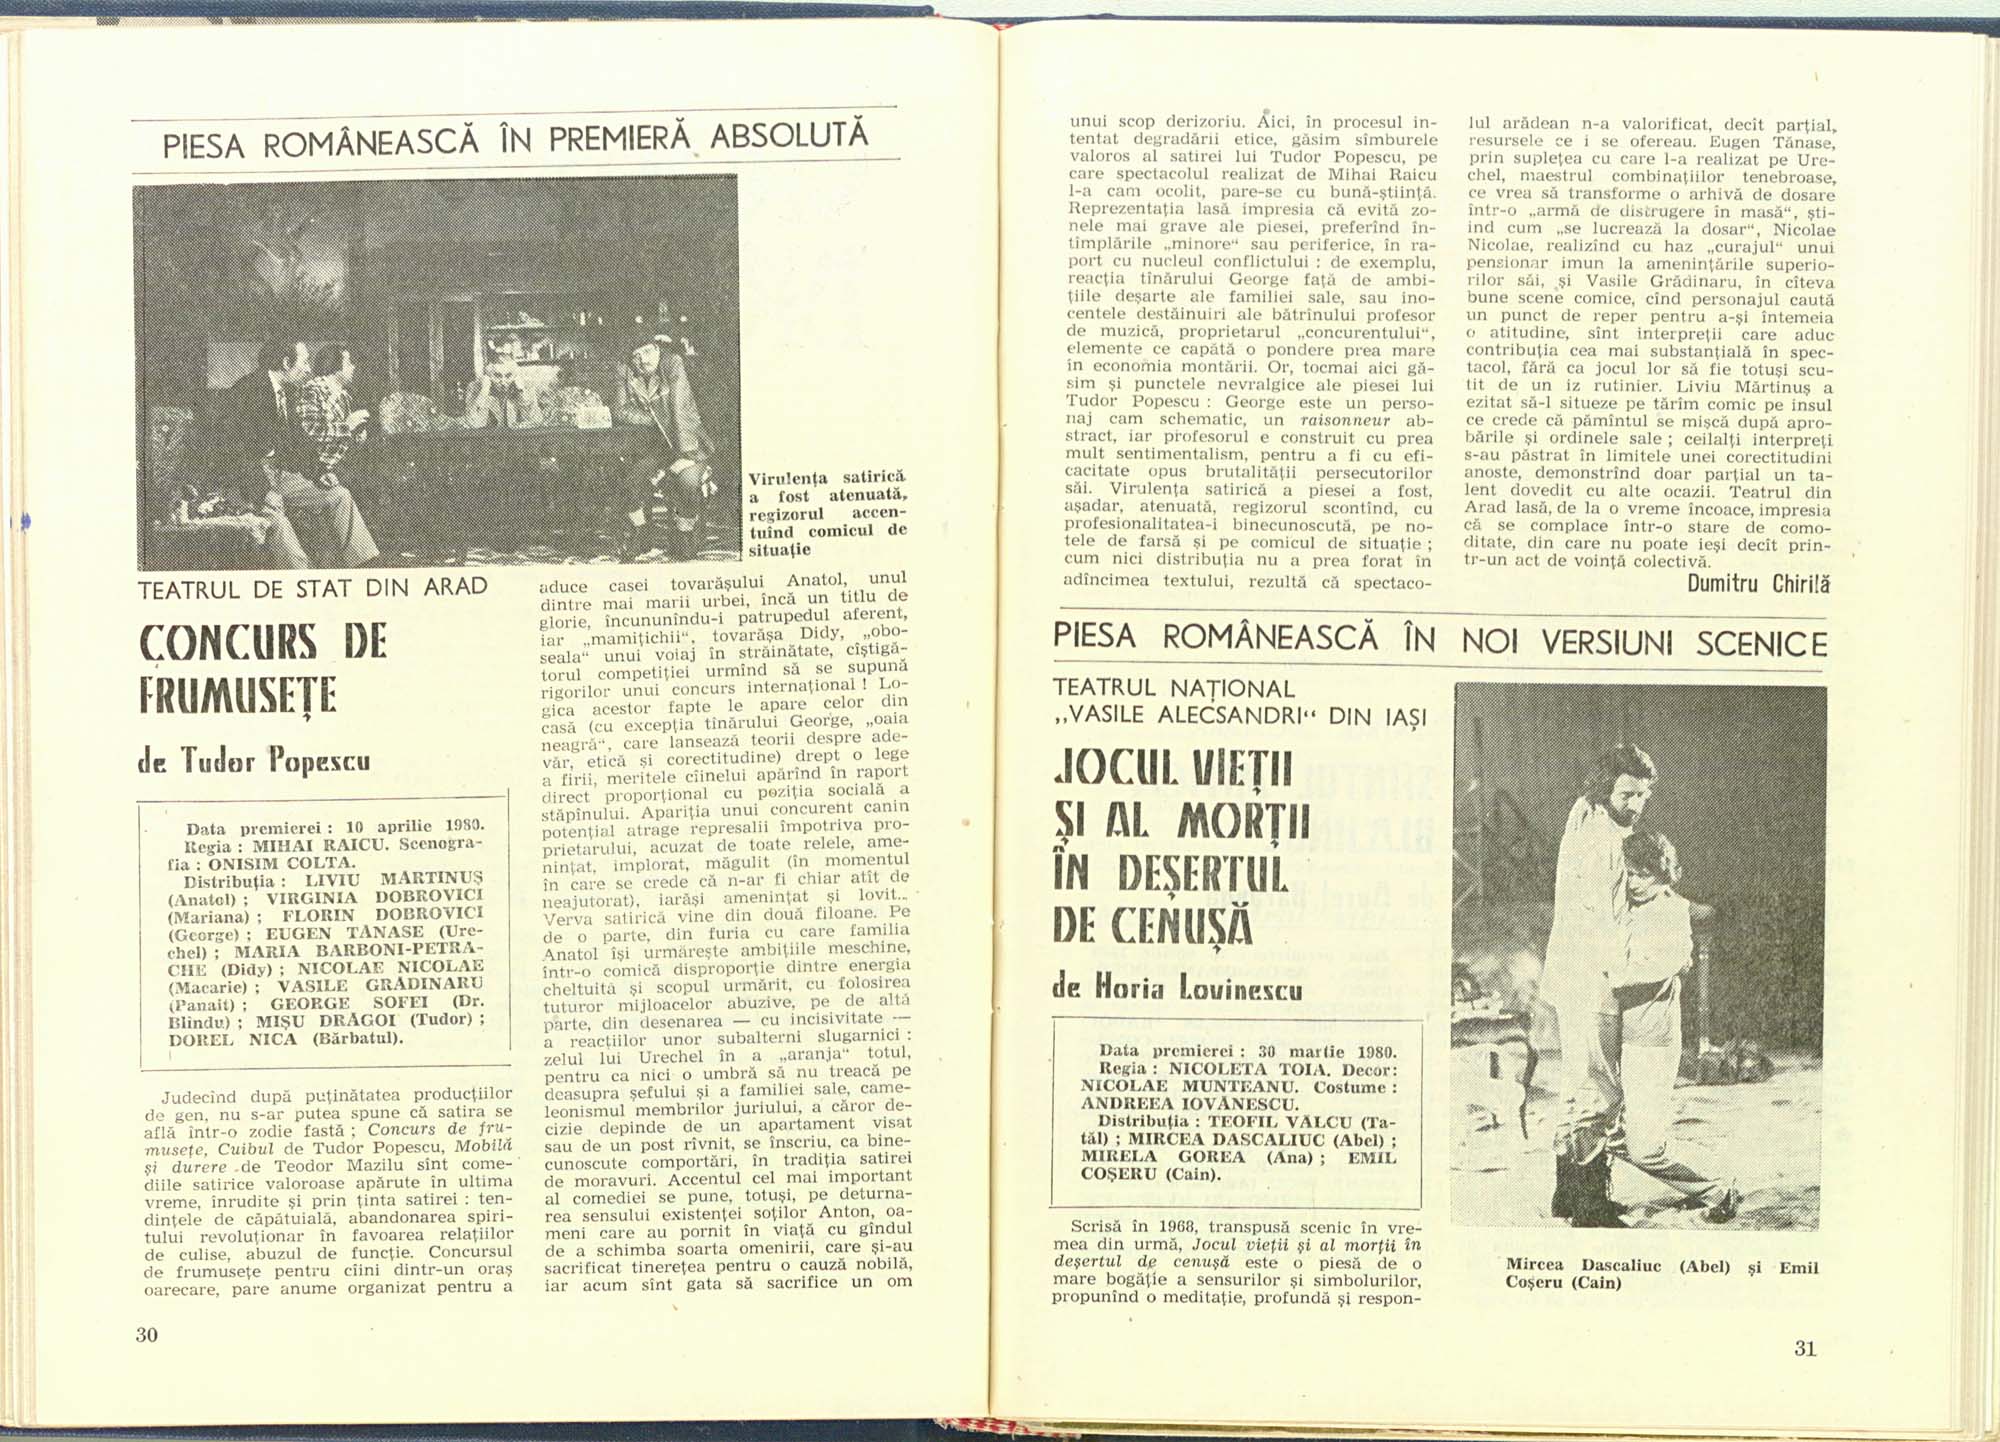 PIESA ROMÂNEASCĂ ÎN PREMIERĂ ABSOLUTĂ
Virulența satirică
a fost atenuată,
regizorul accen-
tuînd comicul de
situație
TEATRUL DE STAT DIN ARAD
CONCURS DE
FRUMUSEȚE
de Tudor Popescu
Data premierei : 10 aprilie 1980.
Regia : MIHAI RAICU. Scenogra-
fia : ONISIM COLTA.
Distribuția : LIVIU MARTINUȘ
(Anatol) ; VIRGINIA DOBROVICI
(Mariana) ; FLORIN DOBROVICI
(George) ; EUGEN TĂNASE (Ure-
chel) ; MARIA BARBONI-PETRA-
CHE (Didy) ; NICOLAE NICOLAE
(Macarie) ; VASILE GRĂDINARU
(Panait) ; GEORGE SOFEI (Dr.
Blindu) ; MIȘU DRĂGOI (Tudor) ;
DOREL NICA (Bărbatul).
Judecînd după puținătatea producțiilor
de gen, nu s-ar putea spune că satira se
află într-o zodie fastă ; Concurs de fru-
musețe, Cuibul de Tudor Popescu, Mobilă
și durere de Teodor Mazilu sînt come-
diile satirice valoroase apărute în ultima
vreme, înrudite și prin ținta satirei : ten-
dințele de căpătuială, abandonarea spiri-
tului revoluționar în favoarea relațiilor
de culise, abuzul de funcție. Concursul
de frumusețe pentru cîini dintr-un oraș
oarecare, pare anume organizat pentru a
aduce casei tovarășului Anatol, unul
dintre mai marii urbei, încă un titlu de
glorie, încununîndu-i patrupedul aferent,
iar „mamitichii“, tovarășa Didy, „obo-
seala“ unui voiaj în străinătate, cîștigă-
torul competiției urmînd să se supună
rigorilor unui concurs internațional ! Lo-
gica acestor fapte le apare celor din
casă (cu excepția tînărului George, „oaia
neagră“, care lansează teorii despre ade-
văr, etică și corectitudine) drept o lege
a firii, meritele cîinelui apărînd în raport
direct proporțional cu poziția socială a
stăpînului. Apariția unui concurent canin
potențial atrage represalii împotriva pro-
prietarului, acuzat de toate relele, ame-
nințat, implorat, măgulit (în momentul
în care se crede că n-ar fi chiar atît de
neajutorat), iarăși amenințat și lovit...
Verva satirică vine din două filoane. Pe
de o parte, din furia cu care familia
Anatol își urmărește ambițiile meschine,
într-o comică disproporție dintre energia
cheltuită și scopul urmărit, cu folosirea
tuturor mijloacelor abuzive, pe de altă
parte, din desenarea — cu incisivitate —
a reacțiilor unor subalterni slugarnici :
zelul lui Urechel în a „aranja“ totul,
pentru ca nici o umbră să nu treacă pe
deasupra șefului și a familiei sale, came-
leonismul membrilor juriului, a căror de-
cizie depinde de un apartament visat
sau de un post rîvnit, se înscriu, ca bine-
cunoscute comportări, în tradiția satirei
de moravuri. Accentul cel mai important
al comediei se pune, totuși, pe deturna-
rea sensului existenței soților Anton, oa-
meni care au pornit în viață cu gîndul
de a schimba soarta omenirii, care și-au
sacrificat tinerețea pentru o cauză nobilă,
iar acum sînt gata să sacrifice un om
30
unui scop derizoriu. Aici, în procesul in-
tentat degradării etice, găsim sîmburele
valoros al satirei lui Tudor Popescu, pe
care spectacolul realizat de Mihai Raicu
l-a cam ocolit, pare-se cu bună-știință.
Reprezentația lasă impresia că evită zo-
nele mai grave ale piesei, preferînd în-
tîmplările „minore“ sau periferice, în ra-
port cu nucleul conflictului : de exemplu,
reacția tînărului George față de ambi-
țiile deșarte ale familiei sale, sau ino-
centele destăinuiri ale bătrînului profesor
de muzică, proprietarul „concurentului“,
elemente ce capătă o pondere prea mare
în economia montării. Or, tocmai aici gă-
sim și punctele nevralgice ale piesei lui
Tudor Popescu : George este un perso-
naj cam schematic, un raisonneur ab-
stract, iar profesorul e construit cu prea
mult sentimentalism, pentru a fi cu efi-
cacitate opus brutalității persecutorilor
săi. Virulența satirică a piesei a fost,
așadar, atenuată, regizorul scontînd, cu
profesionalitatea-i binecunoscută, pe no-
tele de farsă și pe comicul de situație ;
cum nici distribuția nu a prea forat în
adîncimea textului, rezultă că spectaco-
lul arădean n-a valorificat, decît parțial,
resursele ce i se ofereau. Eugen Tănase,
prin suplețea cu care l-a realizat pe Ure-
chel, maestrul combinațiilor tenebroase,
ce vrea să transforme o arhivă de dosare
într-o „armă de distrugere în masă“, ști-
ind cum „se lucrează la dosar“, Nicolae
Nicolae, realizînd cu haz „curajul“ unui
pensionar imun la amenințările superio-
rilor săi, și Vasile Grădinaru, în cîteva
bune scene comice, cînd personajul caută
un punct de reper pentru a-și întemeia
o atitudine, sînt interpreții care aduc
contribuția cea mai substanțială în spec-
tacol, fără ca jocul lor să fie totuși scu-
tit de un iz rutinier. Liviu Mărtinuș a
ezitat să-l situeze pe tărîm comic pe insul
ce crede că pămîntul se mișcă după apro-
bările și ordinele sale ; ceilalți interpreți
s-au păstrat în limitele unei corectitudini
anoste, demonstrînd doar parțial un ta-
lent dovedit cu alte ocazii. Teatrul din
Arad lasă, de la o vreme încoace, impresia
că se complace într-o stare de como-
ditate, din care nu poate ieși decît prin-
tr-un act de voință colectivă.
Dumitru Chirilă
PIESA ROMÂNEASCĂ ÎN NOI VERSIUNI SCENICE
TEATRUL NAȚIONAL
„VASILE ALECSANDRI“ DIN IAȘI
JOCUL VIEȚII
ȘI AL MORȚII
ÎN DEȘERTUL
DE CENUȘĂ
de Horia Lovinescu
Data premierei : 30 martie 1980.
Regia : NICOLETA TOIA. Decor:
NICOLAE MUNTEANU. Costume :
ANDREEA IOVĂNESCU.
Distribuția : TEOFIL VÂLCU (Ta-
tăl) ; MIRCEA DASCALIUC (Abel) ;
MIRELA GOREA (Ana) ; EMIL
COȘERU (Cain).
Scrisă în 1968, transpusă scenic în vre-
mea din urmă, Jocul vieții și al morții în
deșertul de cenușă este o piesă de o
mare bogăție a sensurilor și simbolurilor,
propunînd o meditație, profundă și respon-
Mircea Dascaliuc (Abel) și Emil
Coșeru (Cain)
31